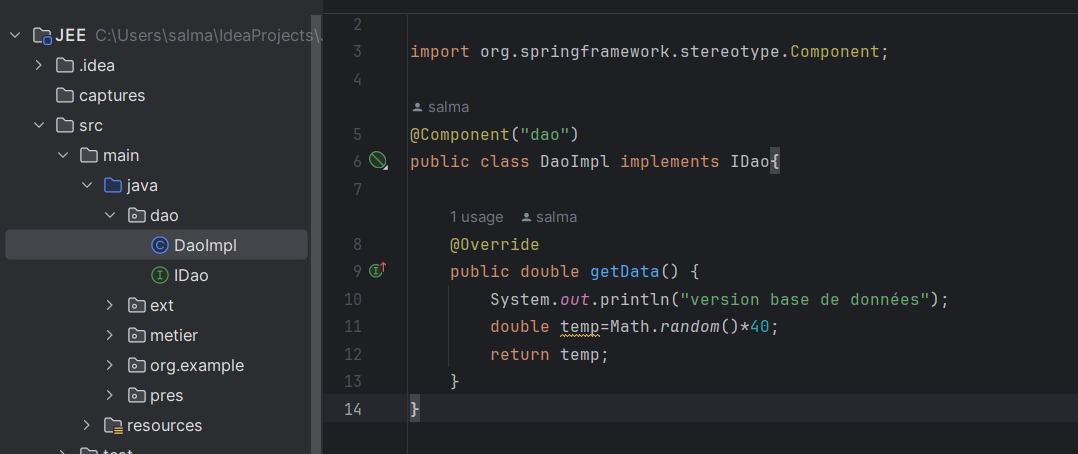 JEE C:\Users\salma\IdeaProjects\
.idea
captures
src
main
java
dao
DaoImpl
IDao
ext
metier
org.example
pres
resources
2
3 import org.springframework.stereotype.Component;
4
salma
5 @Component("dao")
6 public class DaoImpl implements IDao{
7
1 usage salma
8 @Override
9 public double getData() {
10 System.out.println("version base de données");
11 double temp=Math.random()*40;
12 return temp;
13 }
14 }